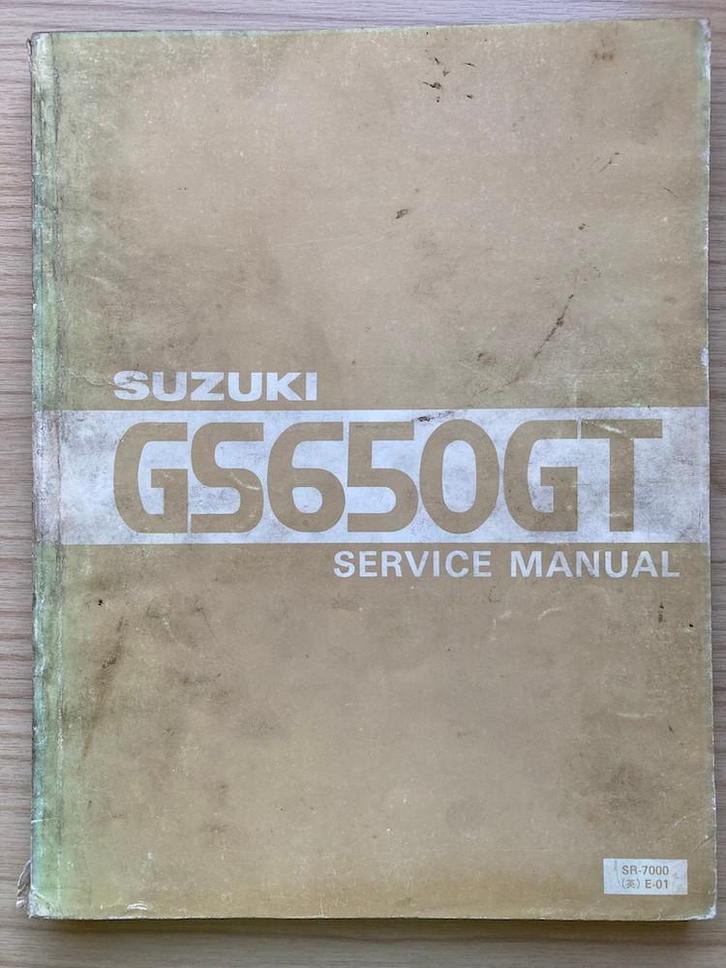 SUZUKI
GS650GT
SERVICE MANUAL
SR-7000
(英) E-01